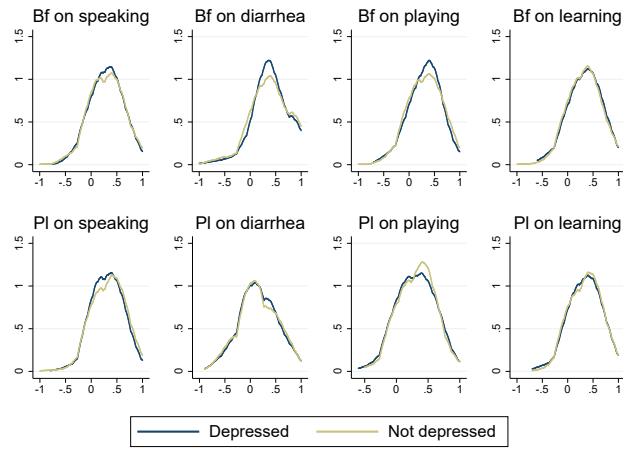 Bf on speaking Bf on diarrhea Bf on playing Bf on learning
1.5 1.5 1.5 1.5
1 1 1 1
.5 .5 .5 .5
0 0 0 0
-1 -.5 0 .5 1 -1 -.5 0 .5 1 -1 -.5 0 .5 1 -1 -.5 0 .5 1
Pl on speaking Pl on diarrhea Pl on playing Pl on learning
1.5 1.5 1.5 1.5
1 1 1 1
.5 .5 .5 .5
0 0 0 0
-1 -.5 0 .5 1 -1 -.5 0 .5 1 -.5 0 .5 1 -1 -.5 0 .5 1
Depressed Not depressed